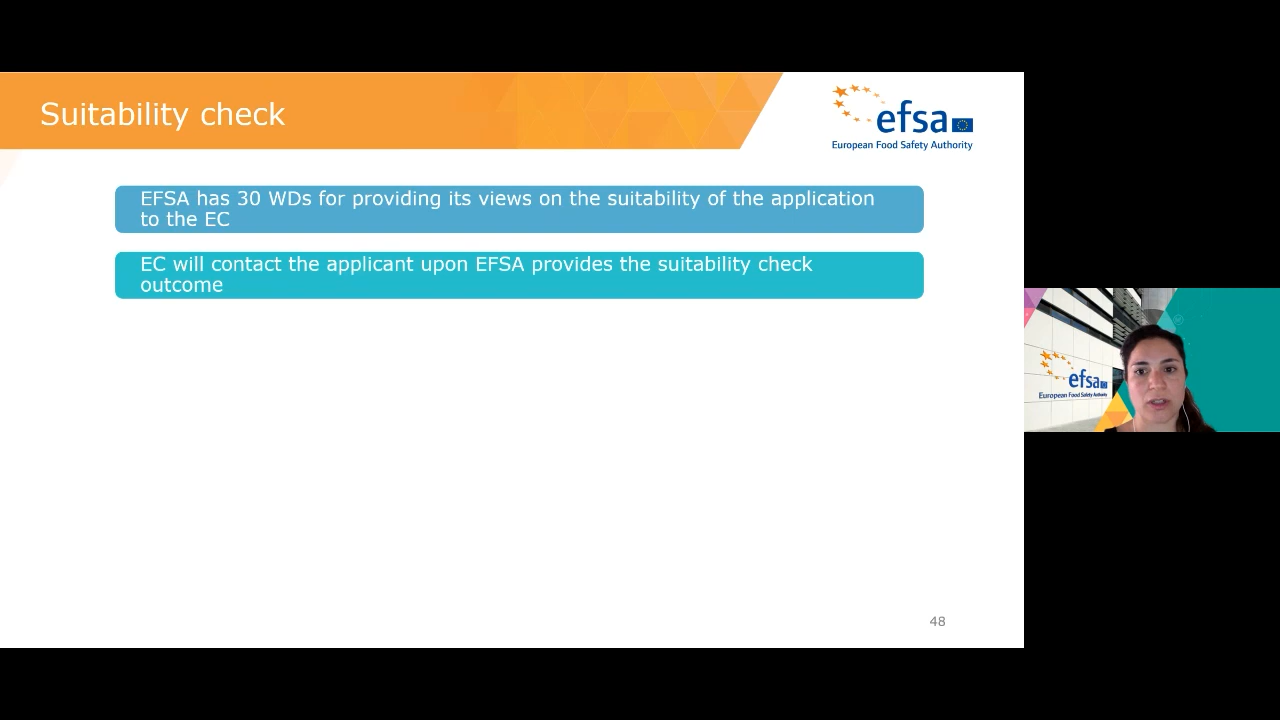 Suitability check
efsa
European Food Safety Authority
EFSA has 30 WDs for providing its views on the suitability of the application
to the EC
EC will contact the applicant upon EFSA provides the suitability check
outcome
efsa
European Food Safety Authority
48